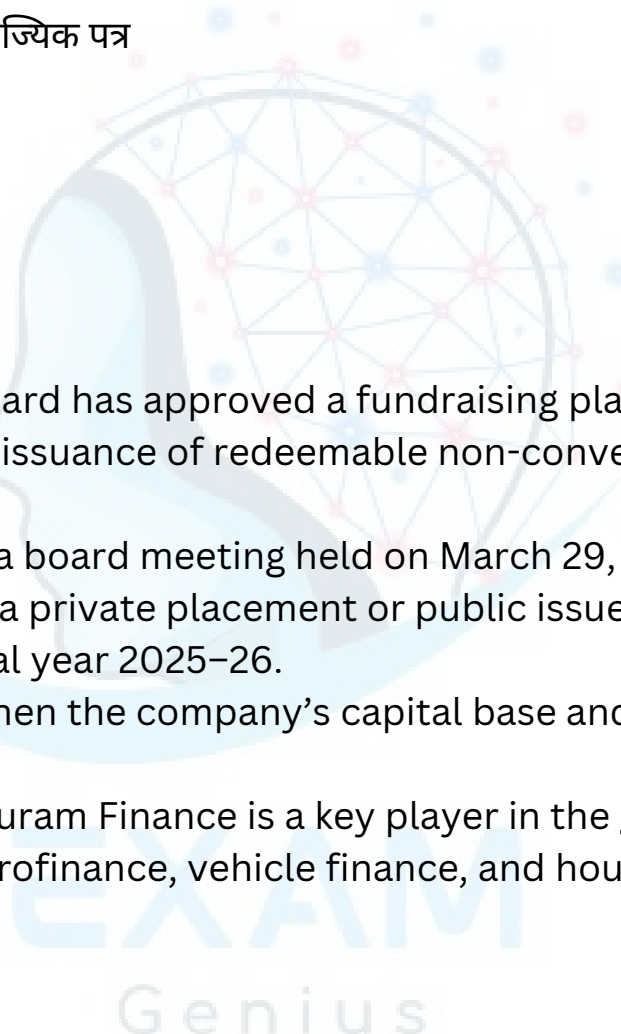 ज्यिक पत्र
ard has approved a fundraising pla
issuance of redeemable non-conve
a board meeting held on March 29,
a private placement or public issue
al year 2025–26.
hen the company’s capital base and
uram Finance is a key player in the
rofinance, vehicle finance, and hou
EXAM
Genius